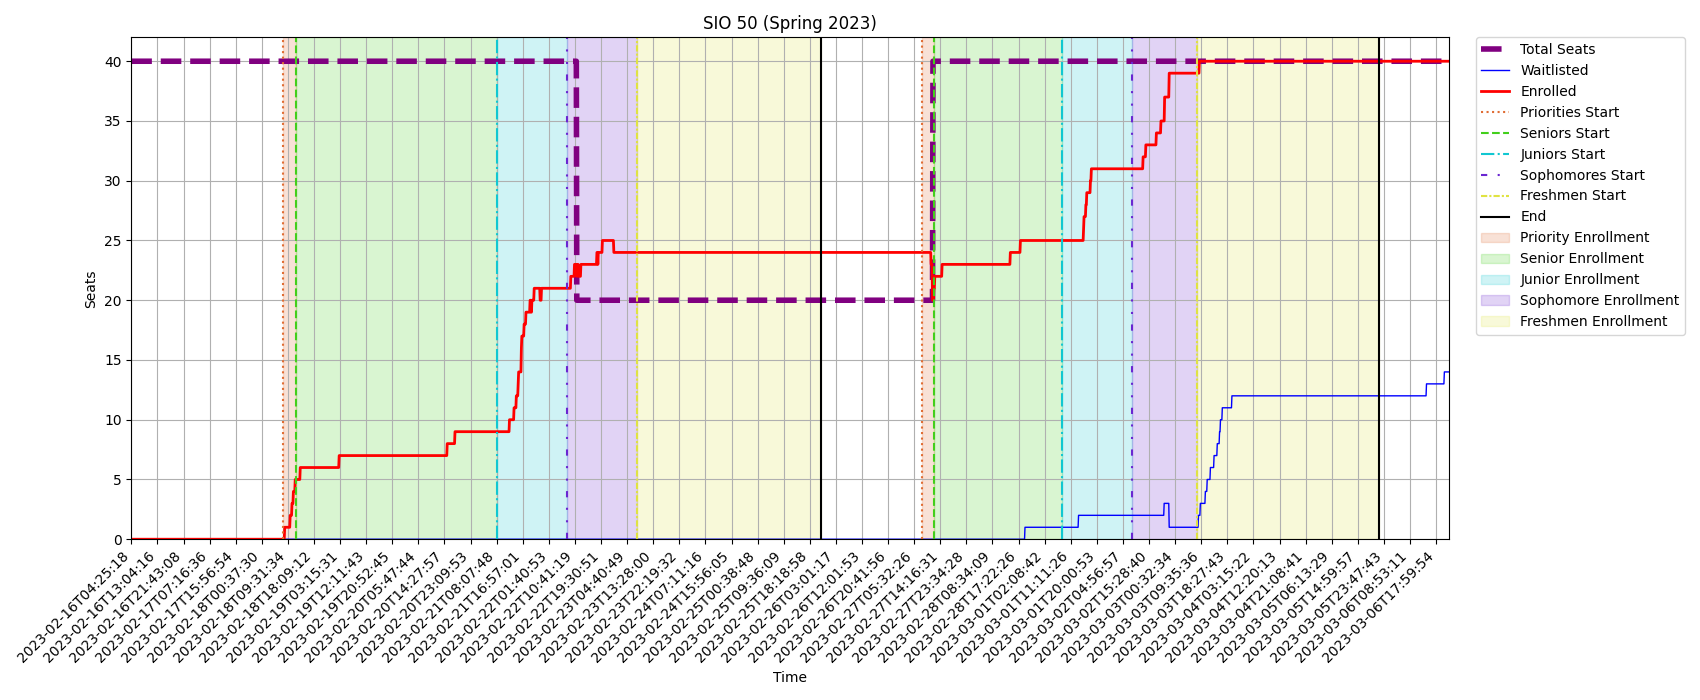 SIO 50 (Spring 2023)
Seats
40
35
30
25
20
15
10
5
0
2023-02-16T04:25:18
2023-02-16T13:04:16
2023-02-16T21:43:08
2023-02-17T07:16:36
2023-02-17T15:56:54
2023-02-18T00:37:30
2023-02-18T09:31:34
2023-02-18T18:09:12
2023-02-19T03:15:31
2023-02-19T12:11:43
2023-02-19T20:52:45
2023-02-20T05:47:44
2023-02-20T14:27:57
2023-02-20T23:09:53
2023-02-21T08:07:48
2023-02-21T16:57:01
2023-02-22T01:40:53
2023-02-22T10:41:19
2023-02-22T19:30:51
2023-02-23T04:40:49
2023-02-23T13:28:00
2023-02-23T22:19:32
2023-02-24T07:11:16
2023-02-24T15:56:05
2023-02-25T00:38:48
2023-02-25T09:36:09
2023-02-25T18:18:58
2023-02-26T03:01:17
2023-02-26T12:01:53
2023-02-26T20:41:56
2023-02-27T05:32:26
2023-02-27T14:16:31
2023-02-27T23:34:28
2023-02-28T08:34:09
2023-02-28T17:22:26
2023-03-01T02:08:42
2023-03-01T11:11:26
2023-03-01T20:00:53
2023-03-02T04:56:57
2023-03-02T15:28:40
2023-03-03T00:32:34
2023-03-03T09:35:36
2023-03-03T18:27:43
2023-03-04T03:15:22
2023-03-04T12:20:13
2023-03-04T21:08:41
2023-03-05T06:13:29
2023-03-05T14:59:57
2023-03-05T23:47:43
2023-03-06T08:53:11
2023-03-06T17:59:54
Time
Total Seats
Waitlisted
Enrolled
Priorities Start
Seniors Start
Juniors Start
Sophomores Start
Freshmen Start
End
Priority Enrollment
Senior Enrollment
Junior Enrollment
Sophomore Enrollment
Freshmen Enrollment